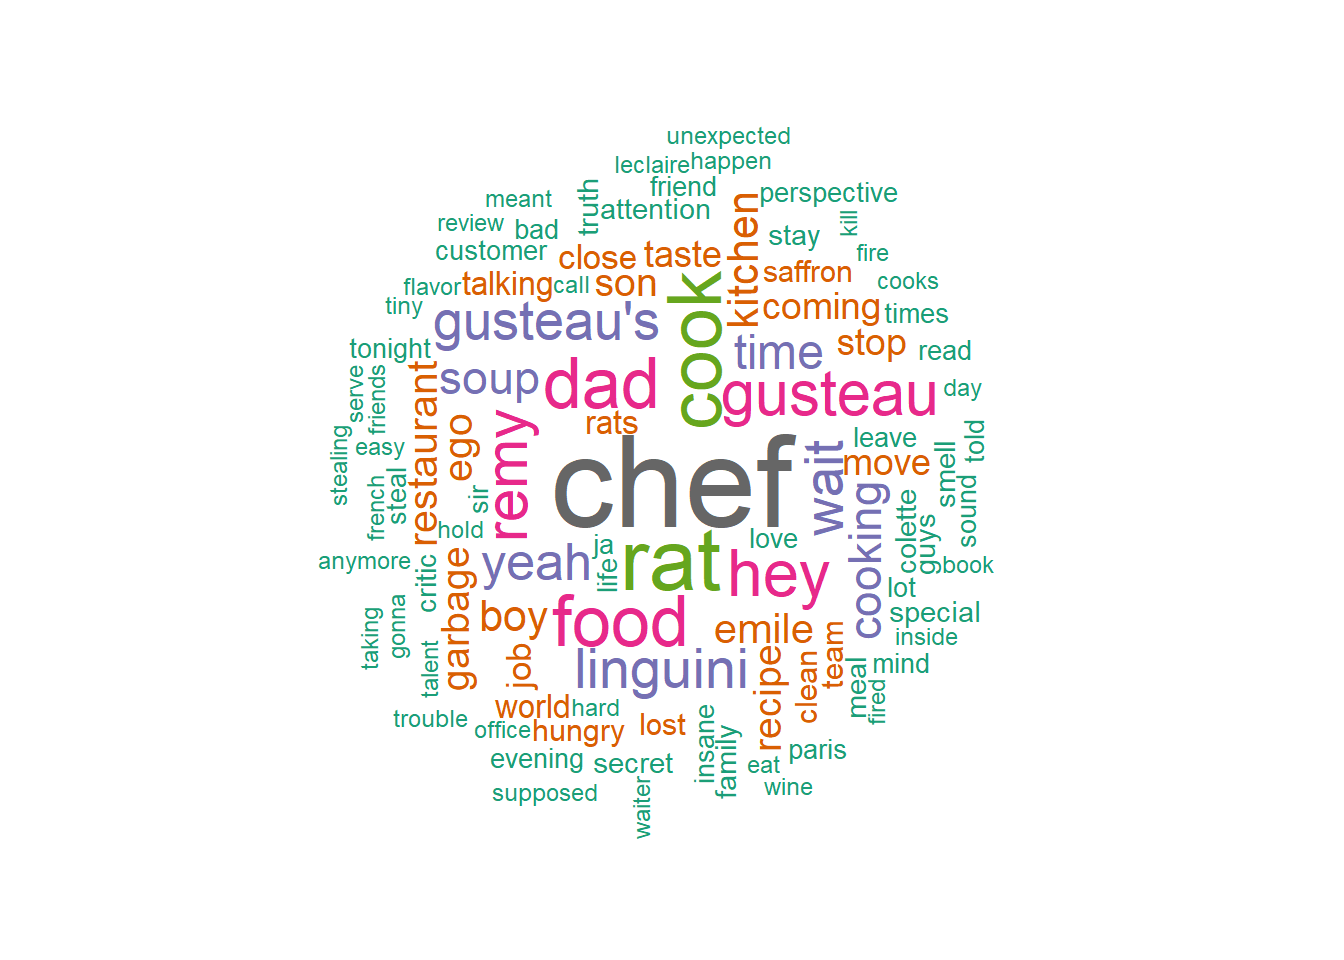 unexpected
leclaire
happen
friend
meant
truth
attention
perspective
review
bad
kitchen
kill
stay
customer
close
taste
fire
saffron
flavor
talking
call
son
cook
cooks
tiny
coming
times
gusteau's
time
stop
read
tonight
soup
dad
gusteau
day
serve
friends
restaurant
rats
ego
remy
chef
wait
leave
move
smell
told
stealing
easy
french
steal
sir
hold
cooking
colette
guys
sound
anymore
critic
garbage
yeah
ja
life
rat
love
hey
book
lot
special
inside
taking
gonna
talent
boy
food
emile
job
linguini
recipe
clean
team
meal
mind
fired
trouble
world
hard
office
hungry
lost
insane
family
evening
secret
eat
paris
wine
supposed
waiter